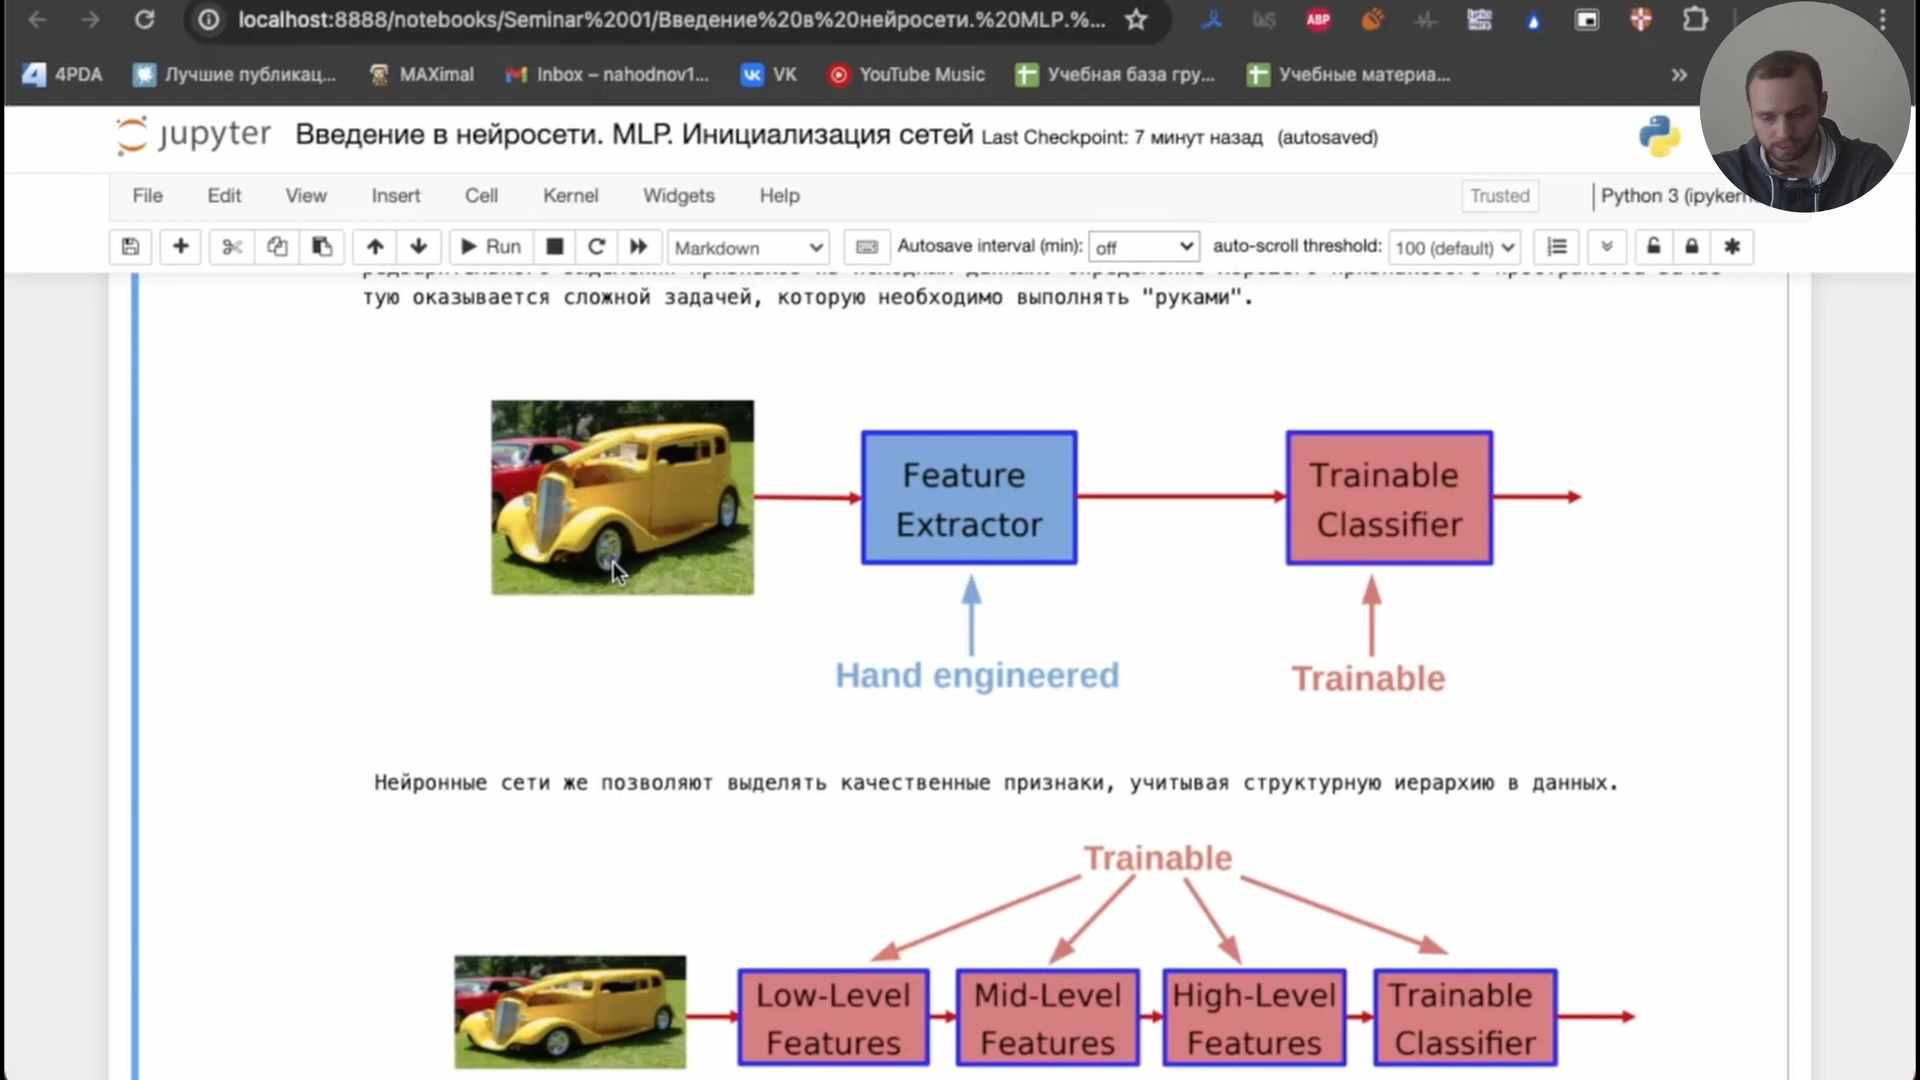 localhost:8888/notebooks/Seminar%2001/Введение%20в%20нейросети.%20MLP.%...
ABP
4PDA
Лучшие публикац...
MAXimal
Inbox – nahodnov1...
VK
YouTube Music
Учебная база гру...
Учебные материа...
»
jupyter Введение в нейросети. MLP. Инициализация сетей Last Checkpoint: 7 минут назад (autosaved)
File Edit View Insert Cell Kernel Widgets Help
Trusted
Python 3 (ipykern
Run
Markdown
Autosave interval (min): off
auto-scroll threshold: 100 (default)
тую оказывается сложной задачей, которую необходимо выполнять "руками".
Feature
Extractor
Trainable
Classifier
Hand engineered
Trainable
Нейронные сети же позволяют выделять качественные признаки, учитывая структурную иерархию в данных.
Trainable
Low-Level
Features
Mid-Level
Features
High-Level
Features
Trainable
Classifier